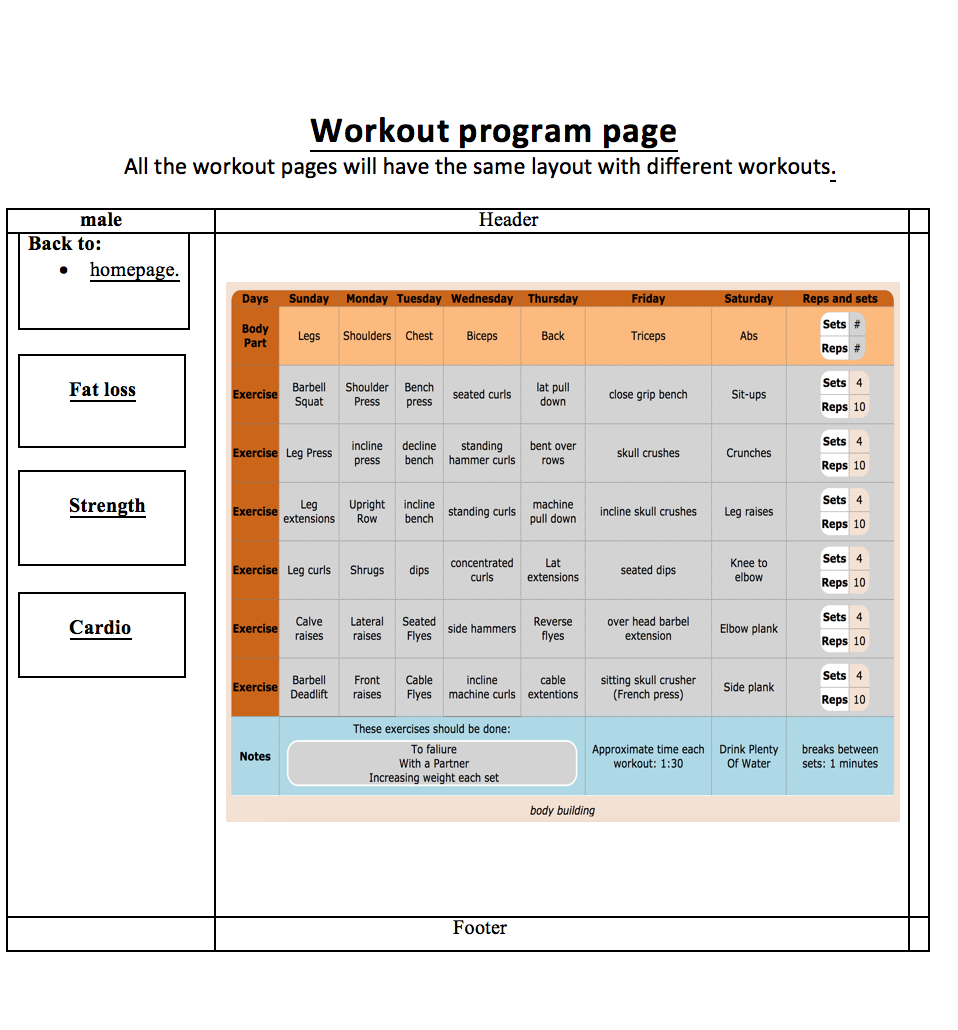 Workout program page
All the workout pages will have the same layout with different workouts.
male Header
Back to:
• homepage.
Fat loss
Strength
Cardio
Days Sunday Monday Tuesday Wednesday Thursday Friday Saturday Reps and sets
Body Part Legs Shoulders Chest Biceps Back Triceps Abs Sets # Reps #
Exercise Barbell Squat Shoulder Press Bench press seated curls lat pull down close grip bench Sit-ups Sets 4 Reps 10
Exercise Leg Press incline press decline bench standing hammer curls bent over rows skull crushes Crunches Sets 4 Reps 10
Exercise Leg extensions Upright Row incline bench standing curls machine pull down incline skull crushes Leg raises Sets 4 Reps 10
Exercise Leg curls Shrugs dips concentrated curls Lat extensions seated dips Knee to elbow Sets 4 Reps 10
Exercise Calve raises Lateral raises Seated Flyes side hammers Reverse flyes over head barbel extension Elbow plank Sets 4 Reps 10
Exercise Barbell Deadlift Front raises Cable Flyes incline machine curls cable extentions sitting skull crusher (French press) Side plank Sets 4 Reps 10
Notes These exercises should be done:
To faliure
With a Partner
Increasing weight each set
Approximate time each workout: 1:30
Drink Plenty Of Water
breaks between sets: 1 minutes
body building
Footer